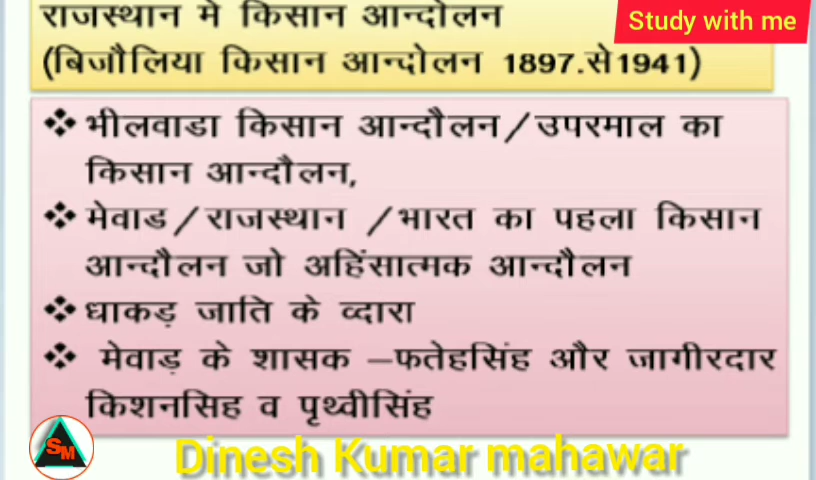 राजस्थान मे किसान आन्दोलन
Study with me
(बिजौलिया किसान आन्दोलन 1897.से1941)
❖ भीलवाडा किसान आन्दौलन/उपरमाल का
किसान आन्दौलन,
❖ मेवाड/राजस्थान /भारत का पहला किसान
आन्दौलन जो अहिंसात्मक आन्दौलन
❖ धाकड़ जाति के व्दारा
❖ मेवाड़ के शासक –फतेहसिंह और जागीरदार
किशनसिह व पृथ्वीसिंह
SM
Dinesh Kumar mahawar